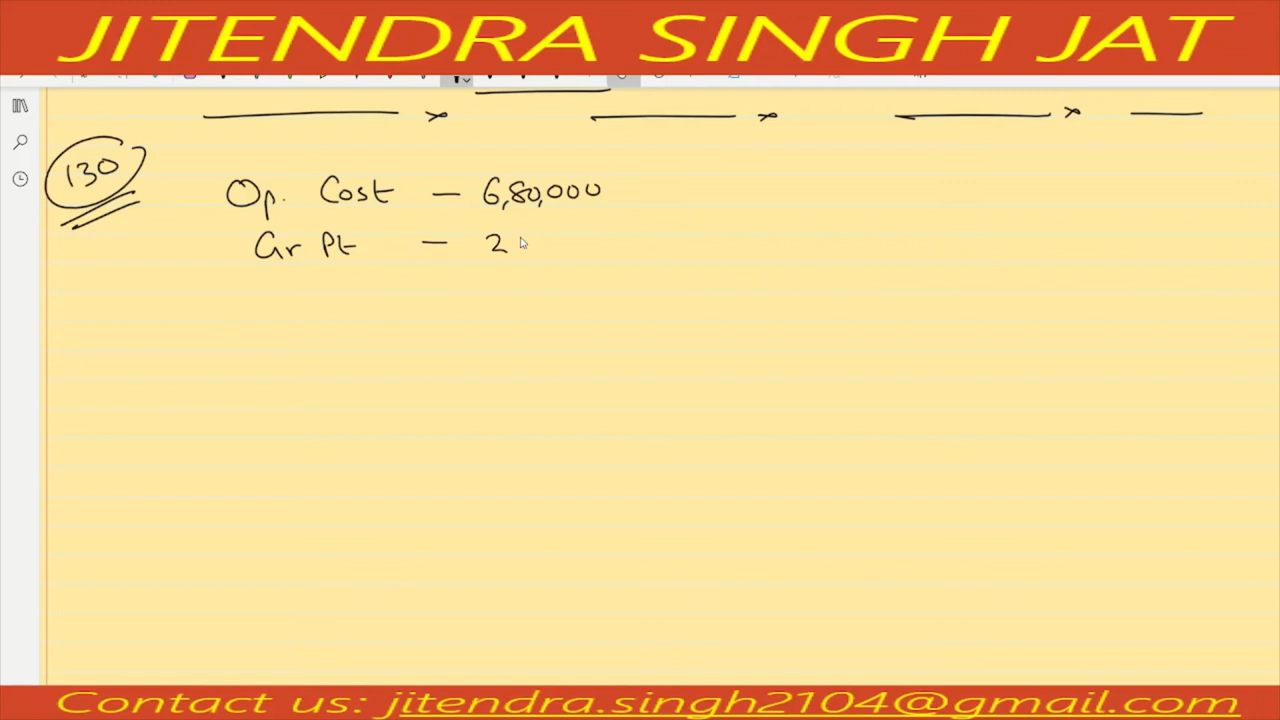 JITENDRA SINGH JAT
130
Op. Cost — 6,80,000
Gr Pt — 2
Contact us: jitendra.singh2104@gmail.com